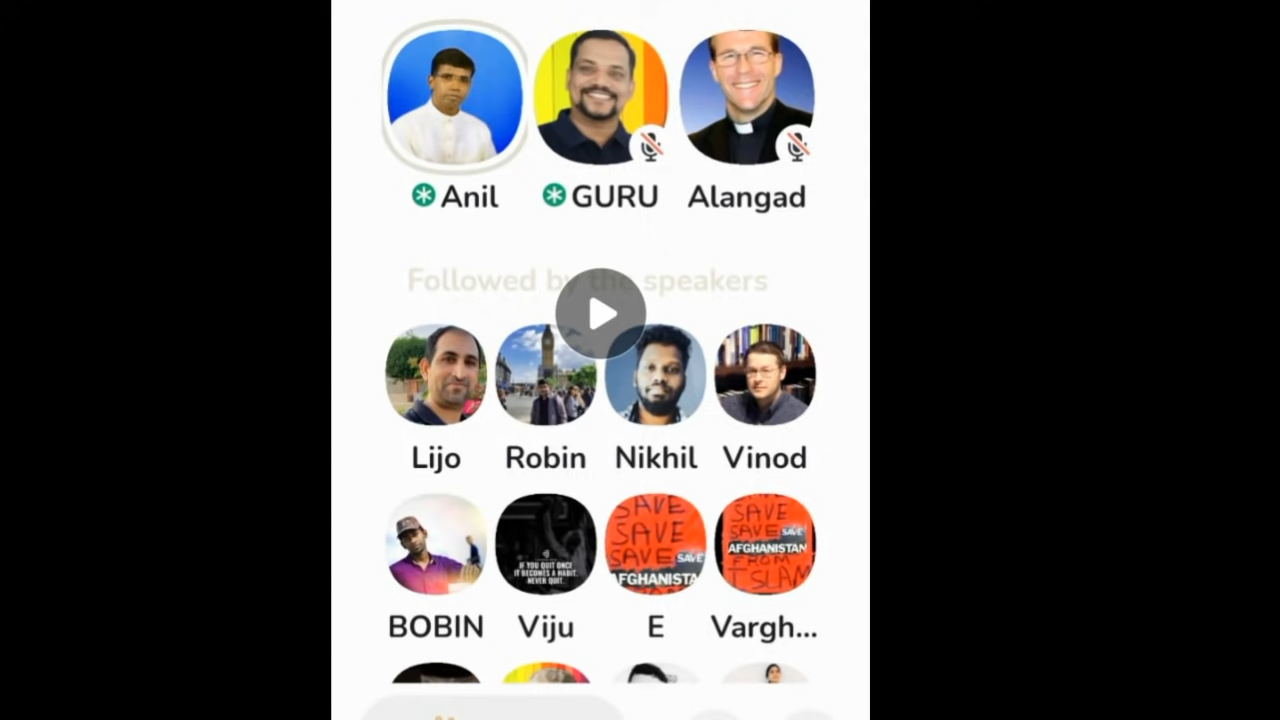 Anil
GURU
Alangad
Followed by the speakers
Lijo
Robin
Nikhil
Vinod
IF YOU QUIT ONCE
IT BECOMES A HABIT.
NEVER QUIT.
SAVE
SAVE
SAVE SAVE
AFGHANISTA
SAVE
SAVE
SAVE SAVE
AFGHANISTAN
FROM
ISLAM
BOBIN
Viju
E
Vargh...